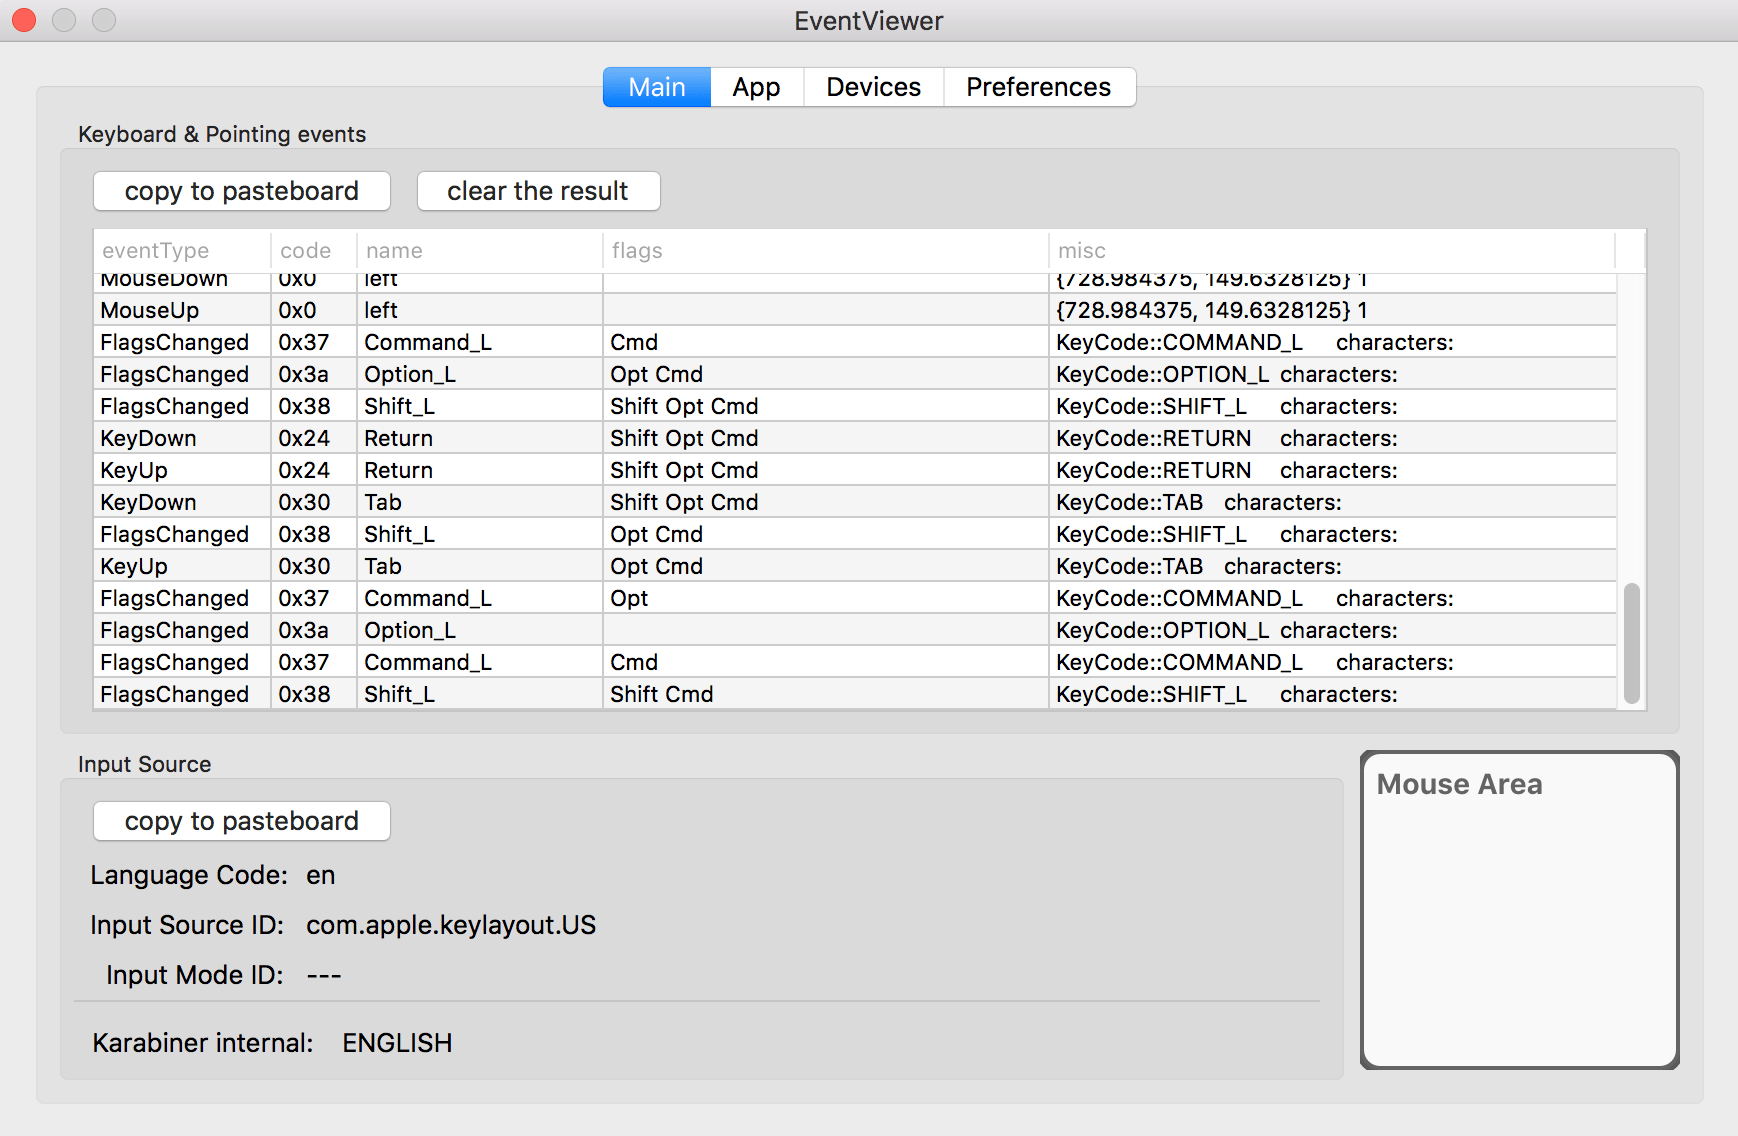 EventViewer
Main App Devices Preferences
Keyboard & Pointing events
copy to pasteboard clear the result
eventType code name flags misc
MouseDown 0x0 left {728.984375, 149.6328125} 1
MouseUp 0x0 left {728.984375, 149.6328125} 1
FlagsChanged 0x37 Command_L Cmd KeyCode::COMMAND_L characters:
FlagsChanged 0x3a Option_L Opt Cmd KeyCode::OPTION_L characters:
FlagsChanged 0x38 Shift_L Shift Opt Cmd KeyCode::SHIFT_L characters:
KeyDown 0x24 Return Shift Opt Cmd KeyCode::RETURN characters:
KeyUp 0x24 Return Shift Opt Cmd KeyCode::RETURN characters:
KeyDown 0x30 Tab Shift Opt Cmd KeyCode::TAB characters:
FlagsChanged 0x38 Shift_L Opt Cmd KeyCode::SHIFT_L characters:
KeyUp 0x30 Tab Opt Cmd KeyCode::TAB characters:
FlagsChanged 0x37 Command_L Opt KeyCode::COMMAND_L characters:
FlagsChanged 0x3a Option_L KeyCode::OPTION_L characters:
FlagsChanged 0x37 Command_L Cmd KeyCode::COMMAND_L characters:
FlagsChanged 0x38 Shift_L Shift Cmd KeyCode::SHIFT_L characters:
Input Source
copy to pasteboard
Language Code: en
Input Source ID: com.apple.keylayout.US
Input Mode ID: ---
Karabiner internal: ENGLISH
Mouse Area